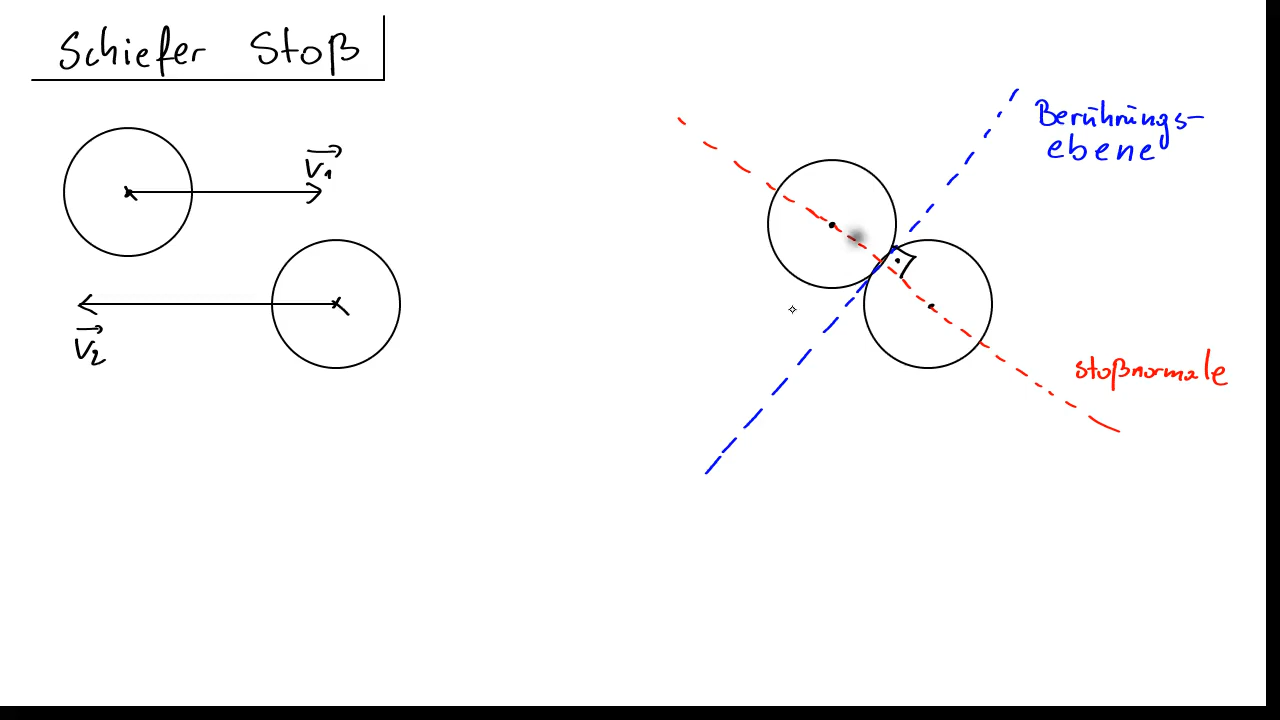 Schiefer Stoß
v₁
v₂
Berührungs-
ebene
Stoßnormale